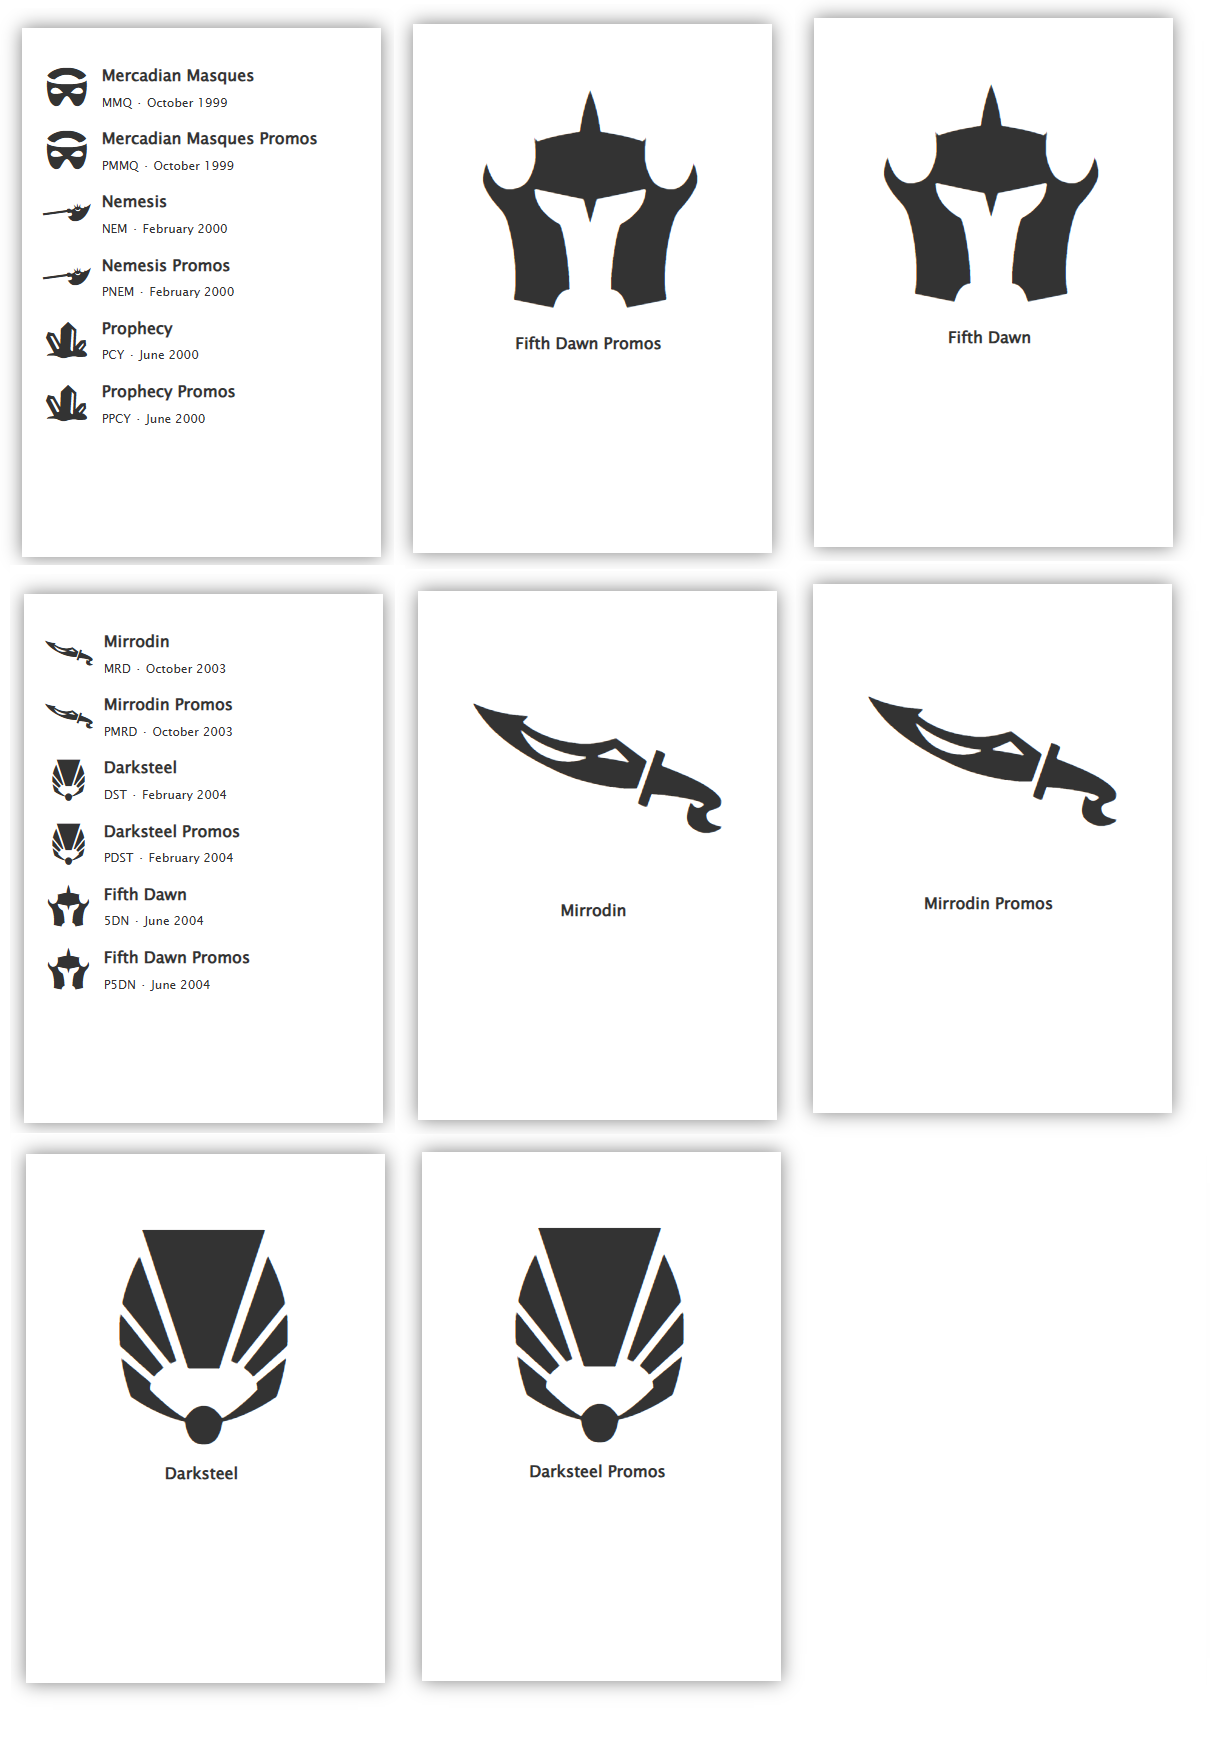 Mercadian Masques
MMQ · October 1999
Mercadian Masques Promos
PMMQ · October 1999
Nemesis
NEM · February 2000
Nemesis Promos
PNEM · February 2000
Prophecy
PCY · June 2000
Prophecy Promos
PPCY · June 2000
Fifth Dawn Promos
Fifth Dawn
Mirrodin
MRD · October 2003
Mirrodin Promos
PMRD · October 2003
Darksteel
DST · February 2004
Darksteel Promos
PDST · February 2004
Fifth Dawn
5DN · June 2004
Fifth Dawn Promos
P5DN · June 2004
Mirrodin
Mirrodin Promos
Darksteel
Darksteel Promos